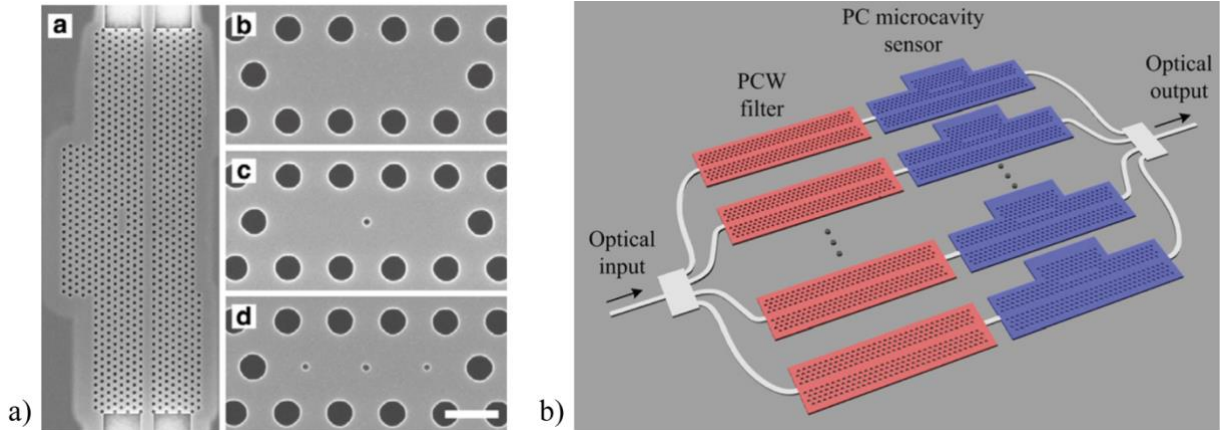 a
b
c
d
a)
PC microcavity
sensor
PCW
filter
Optical
output
Optical
input
b)